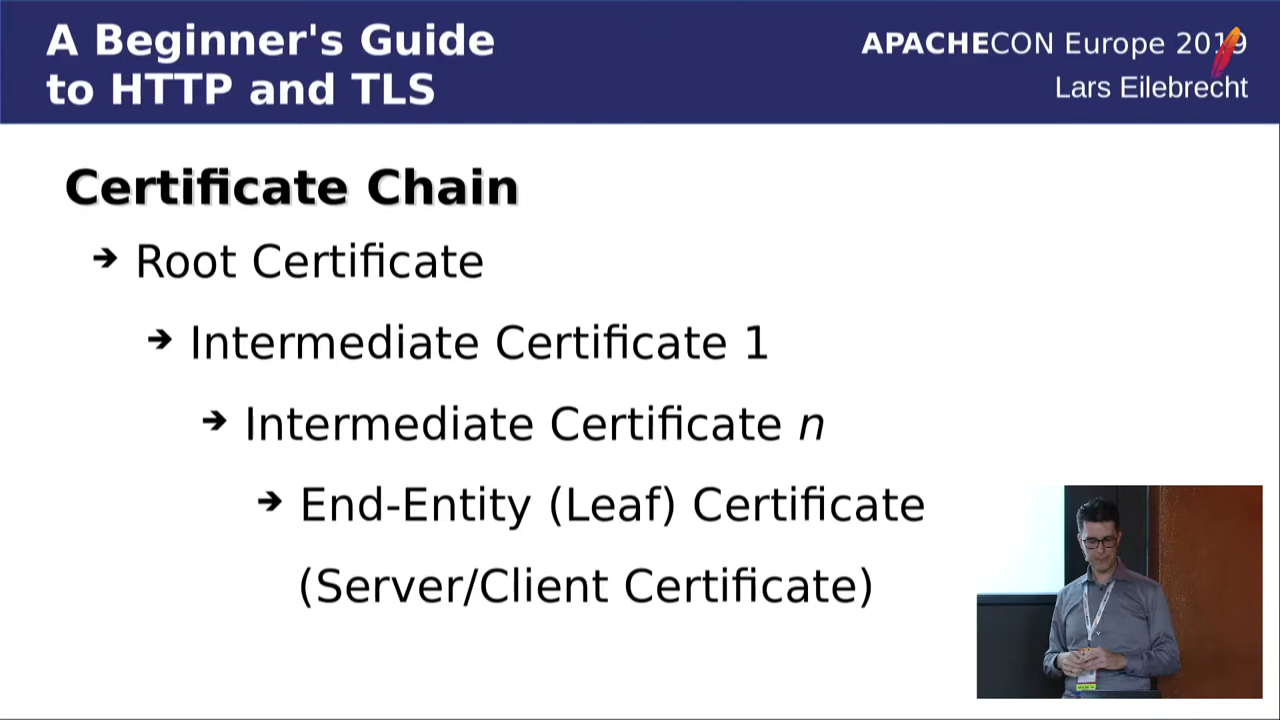 A Beginner's Guide
to HTTP and TLS
APACHECON Europe 2019
Lars Eilebrecht
Certificate Chain
➔ Root Certificate
➔ Intermediate Certificate 1
➔ Intermediate Certificate n
➔ End-Entity (Leaf) Certificate
(Server/Client Certificate)